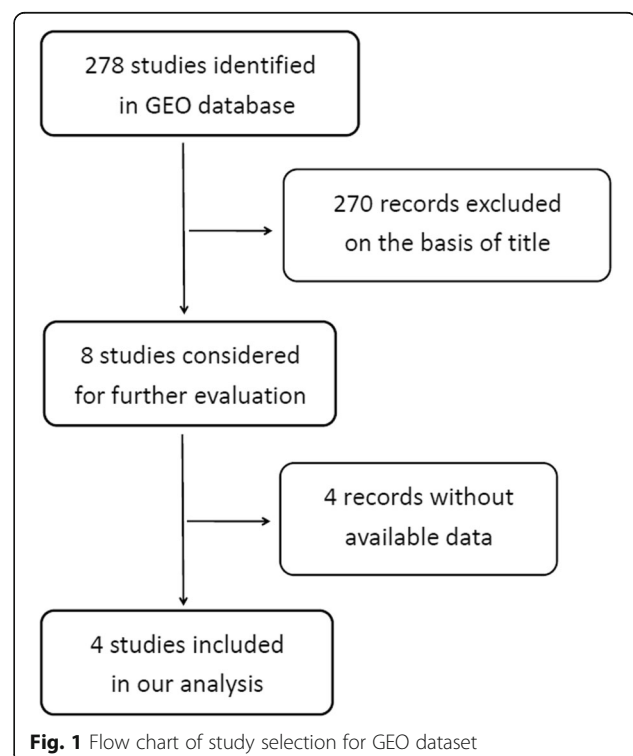 278 studies identified
in GEO database
270 records excluded
on the basis of title
8 studies considered
for further evaluation
4 records without
available data
4 studies included
in our analysis
Fig. 1 Flow chart of study selection for GEO dataset